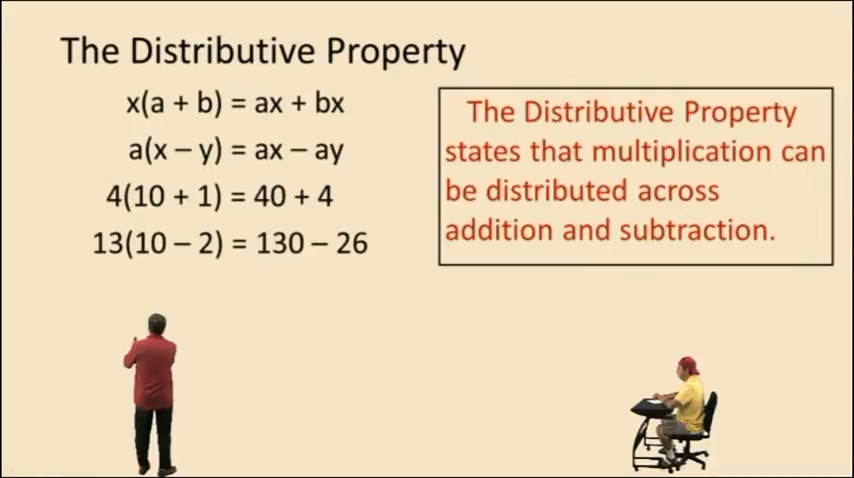 The Distributive Property
x(a + b) = ax + bx
a(x – y) = ax – ay
4(10 + 1) = 40 + 4
13(10 – 2) = 130 – 26
The Distributive Property
states that multiplication can
be distributed across
addition and subtraction.